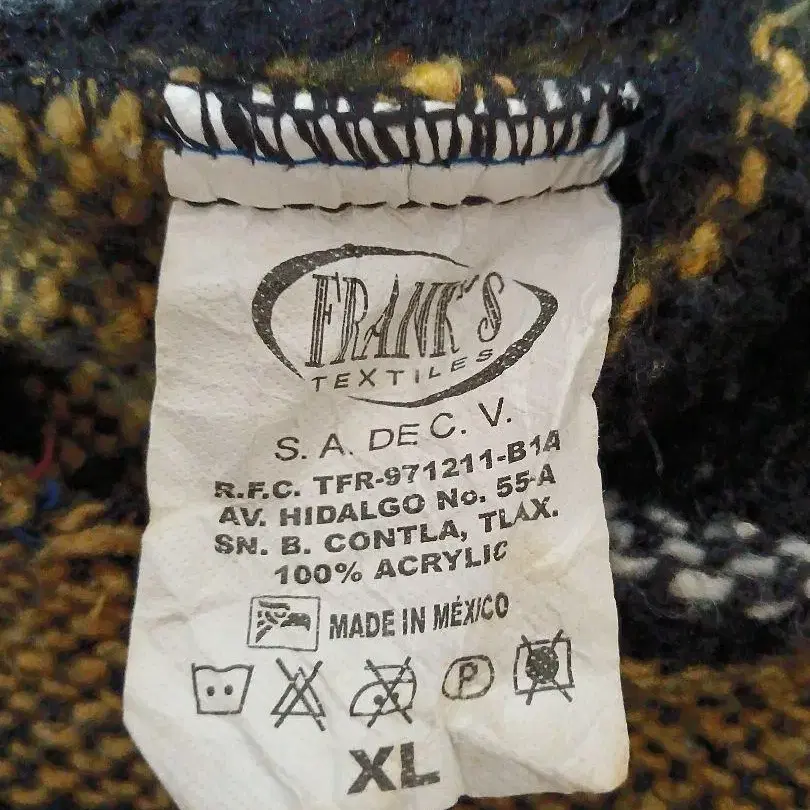 FRANK'S
TEXTILES
S. A. DE C. V.
R.F.C. TFR-971211-B1A
AV. HIDALGO No. 55-A
SN. B. CONTLA, TLAX.
100% ACRYLIC
MADE IN MÉXICO
P
XL